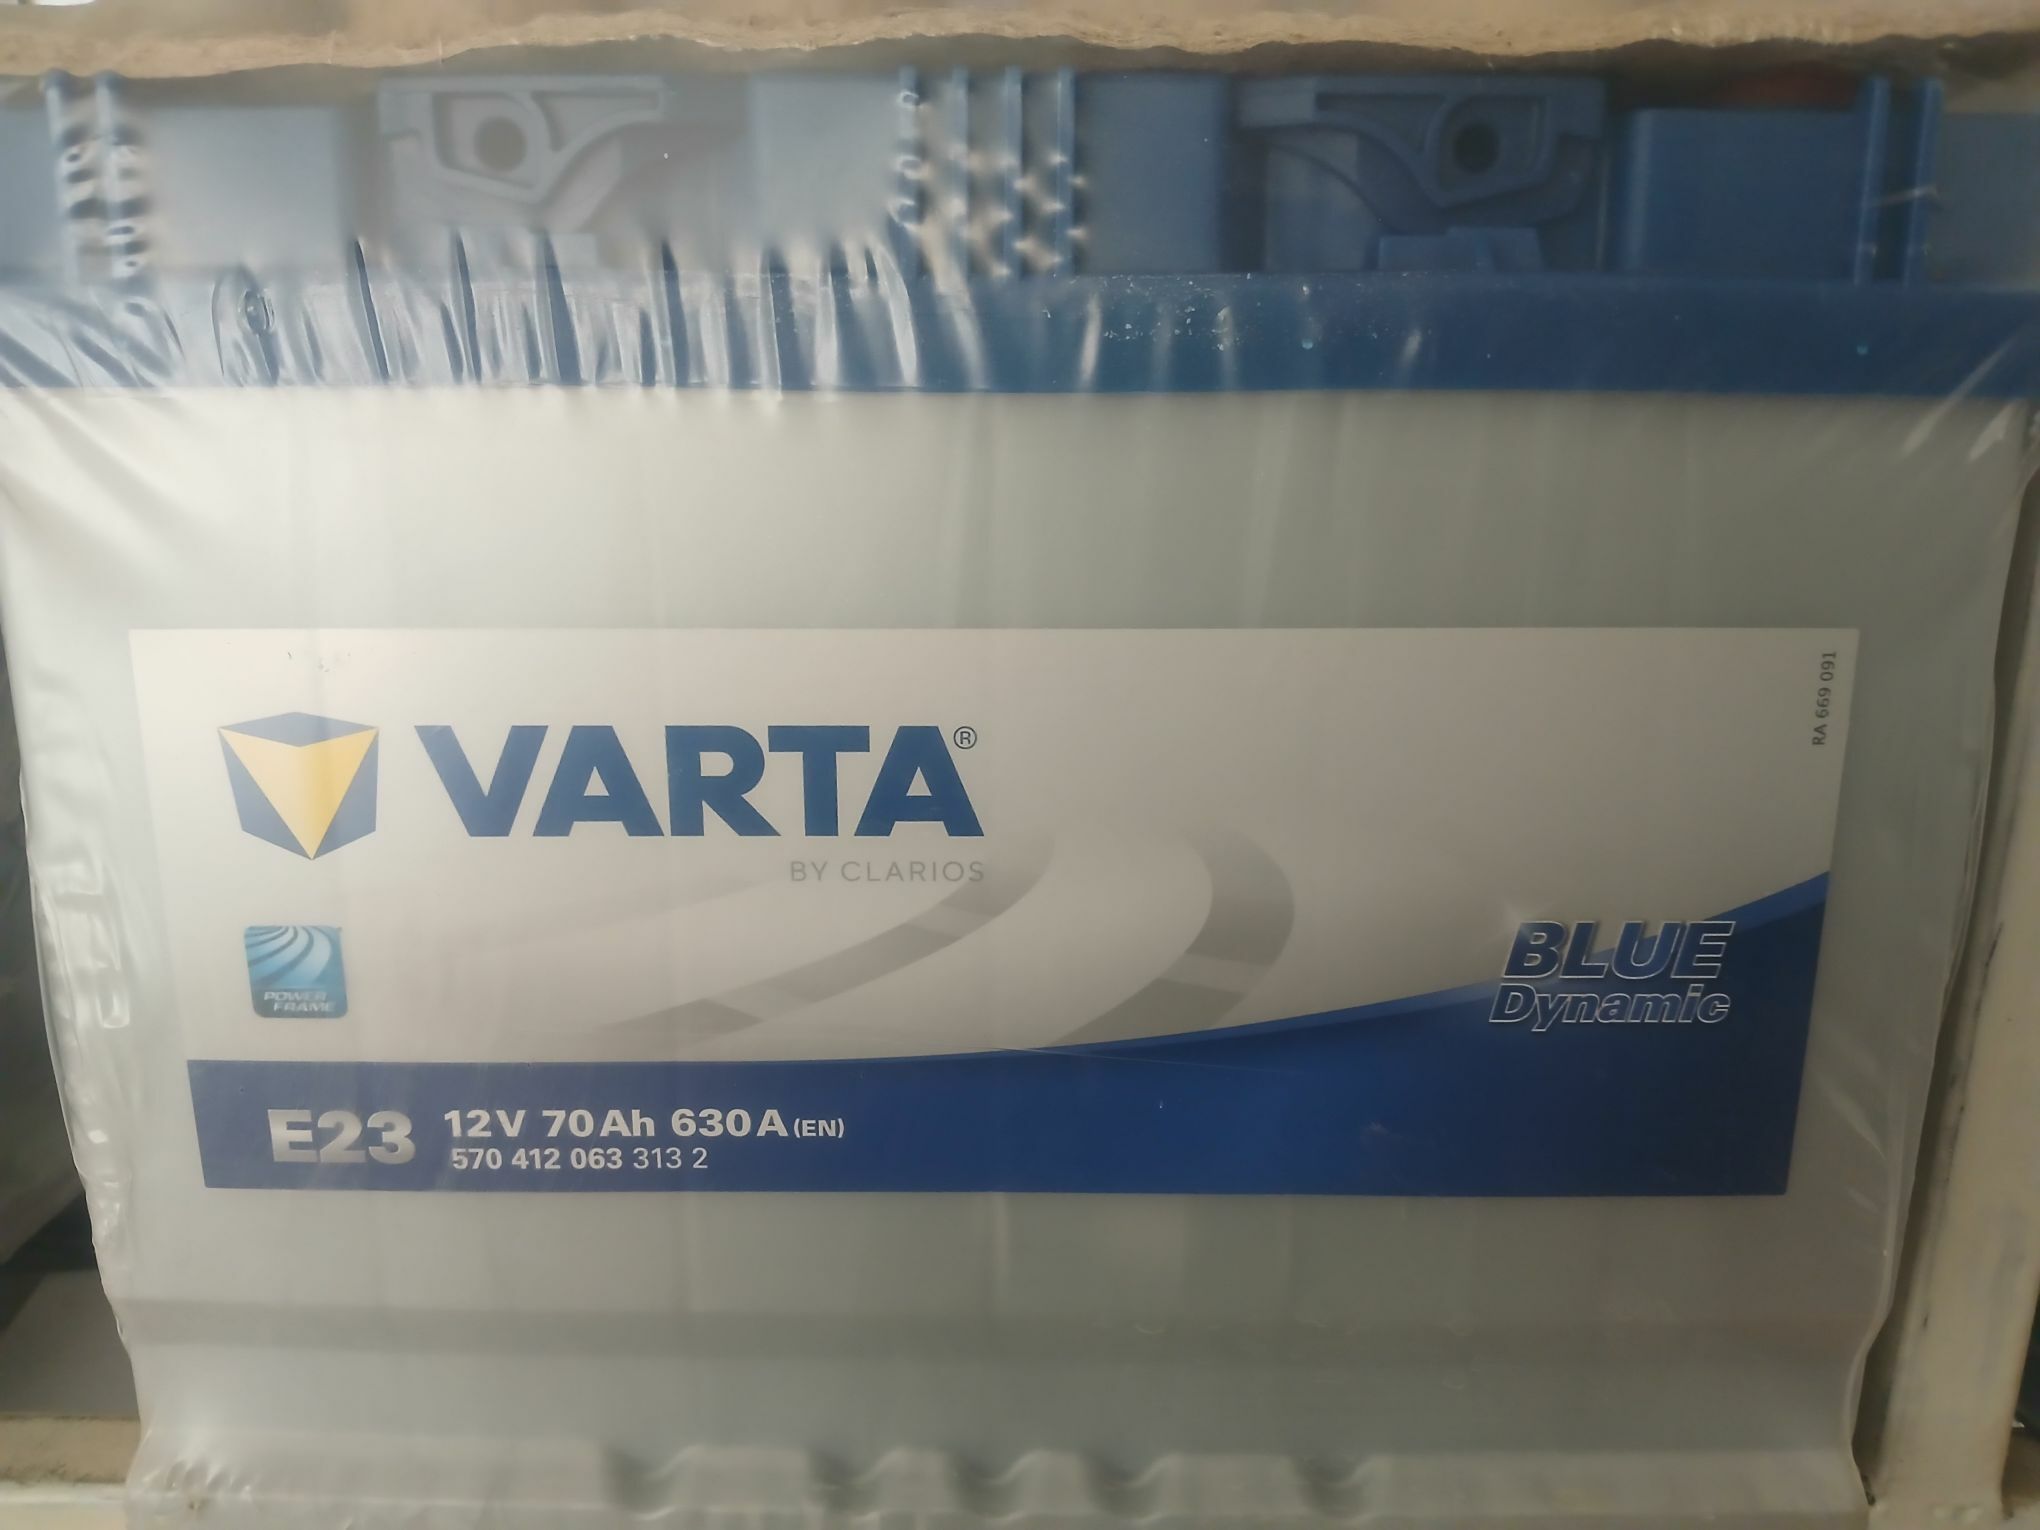 RA 669 091
VARTA®
BY CLARIOS
POWER
FRAME
BLUE
Dynamic
E23
12V 70Ah 630A (EN)
570 412 063 313 2